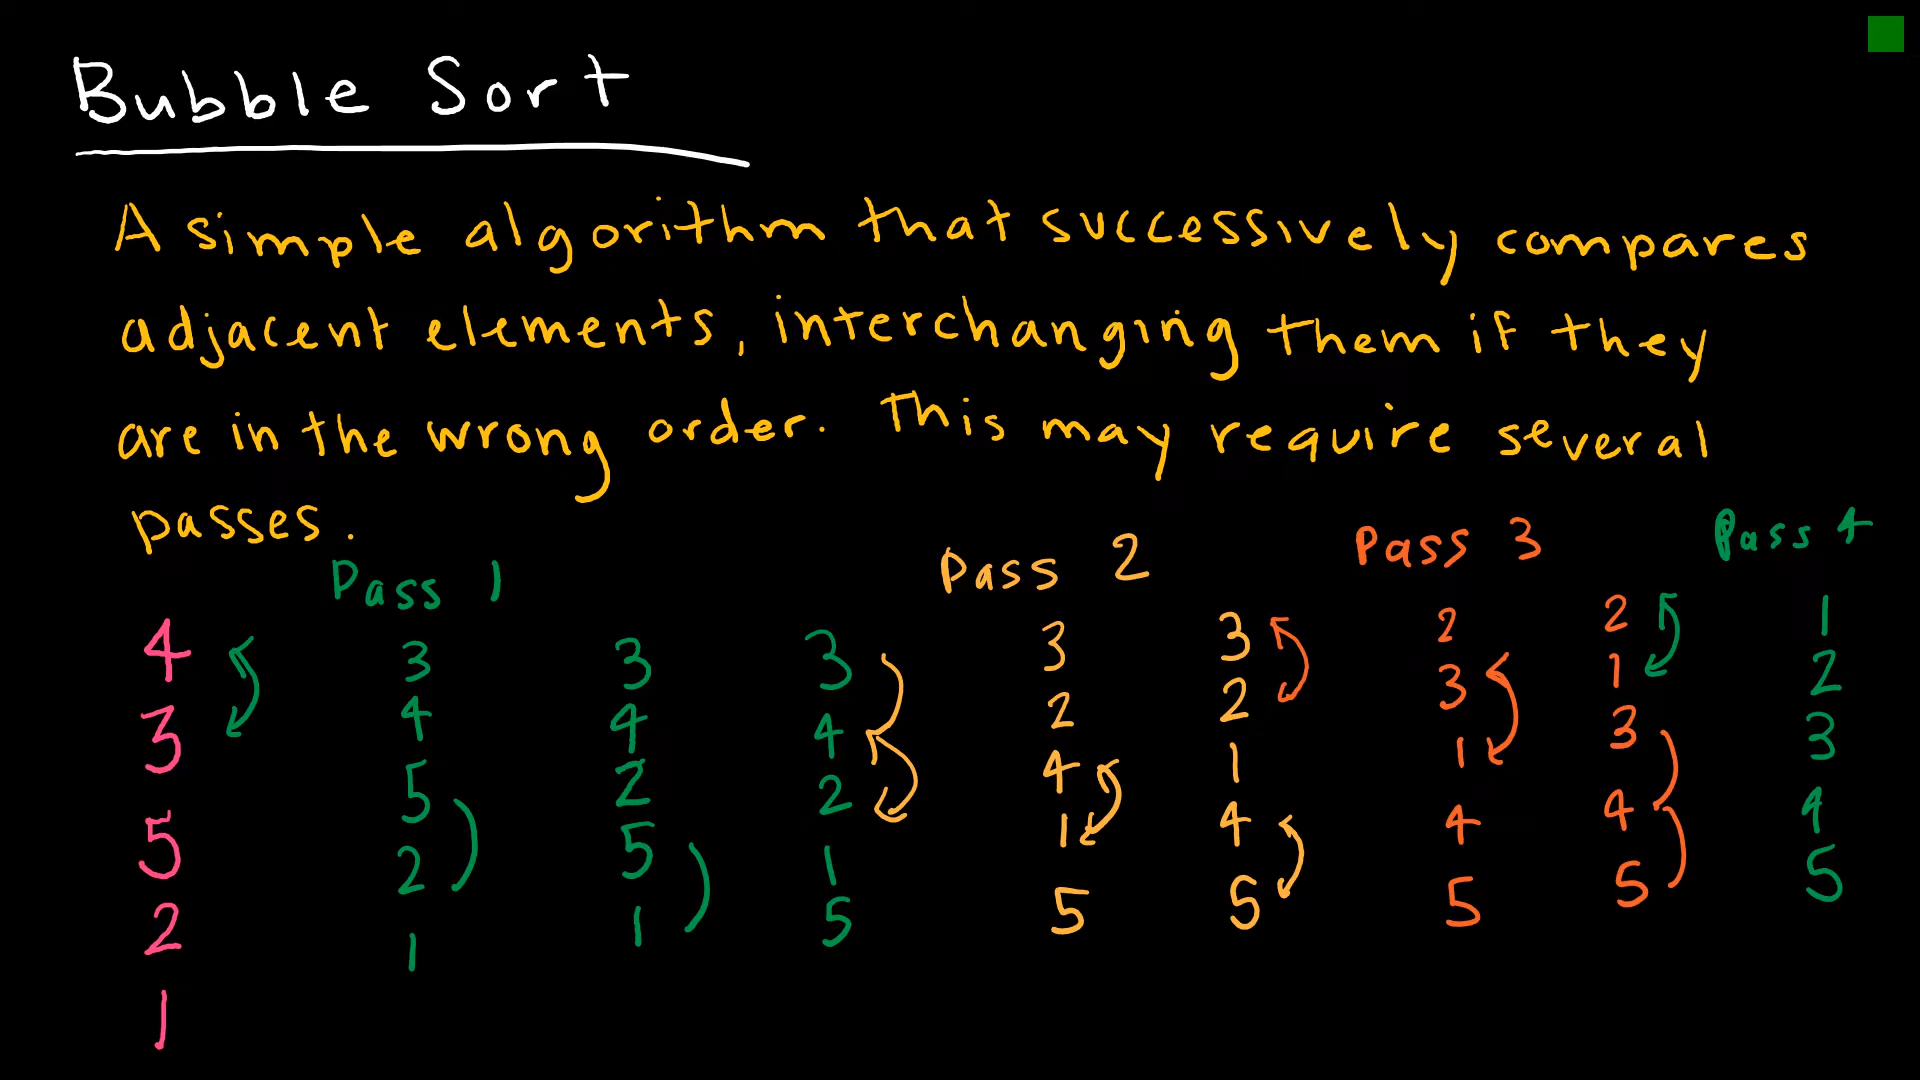 Bubble Sort
A simple algorithm that successively compares
adjacent elements, interchanging them if they
are in the wrong order. This may require several
passes.
Pass 1 Pass 2 Pass 3 Pass 4
4 3 3 3 3 3 2 2 1
3 4 4 4 2 2 3 1 2
5 5 2 2 4 1 1 3 3
2 2 5 1 1 4 4 4 4
1 1 1 5 5 5 5 5 5